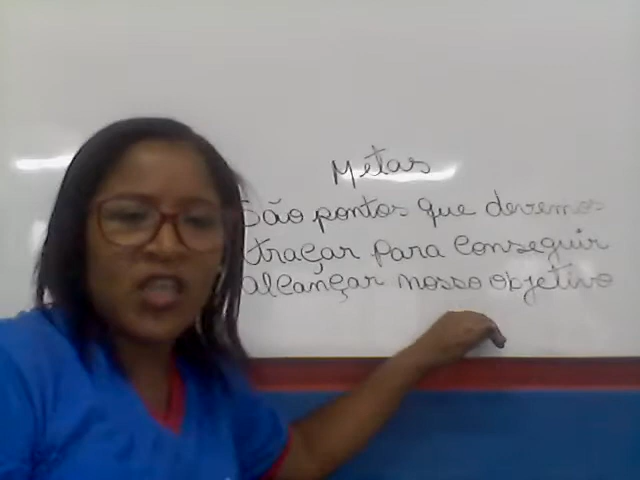 Metas
São pontos que devemos
traçar para conseguir
alcançar nosso objetivo